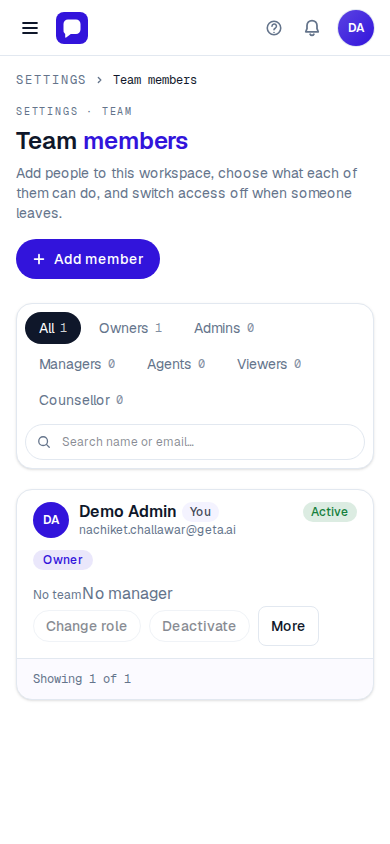 DA
SETTINGS › Team members
SETTINGS · TEAM
Team members
Add people to this workspace, choose what each of
them can do, and switch access off when someone
leaves.
+ Add member
All 1 Owners 1 Admins 0
Managers 0 Agents 0 Viewers 0
Counsellor 0
Search name or email…
DA Demo Admin You Active
nachiket.challawar@geta.ai
Owner
No team No manager
Change role Deactivate More
Showing 1 of 1